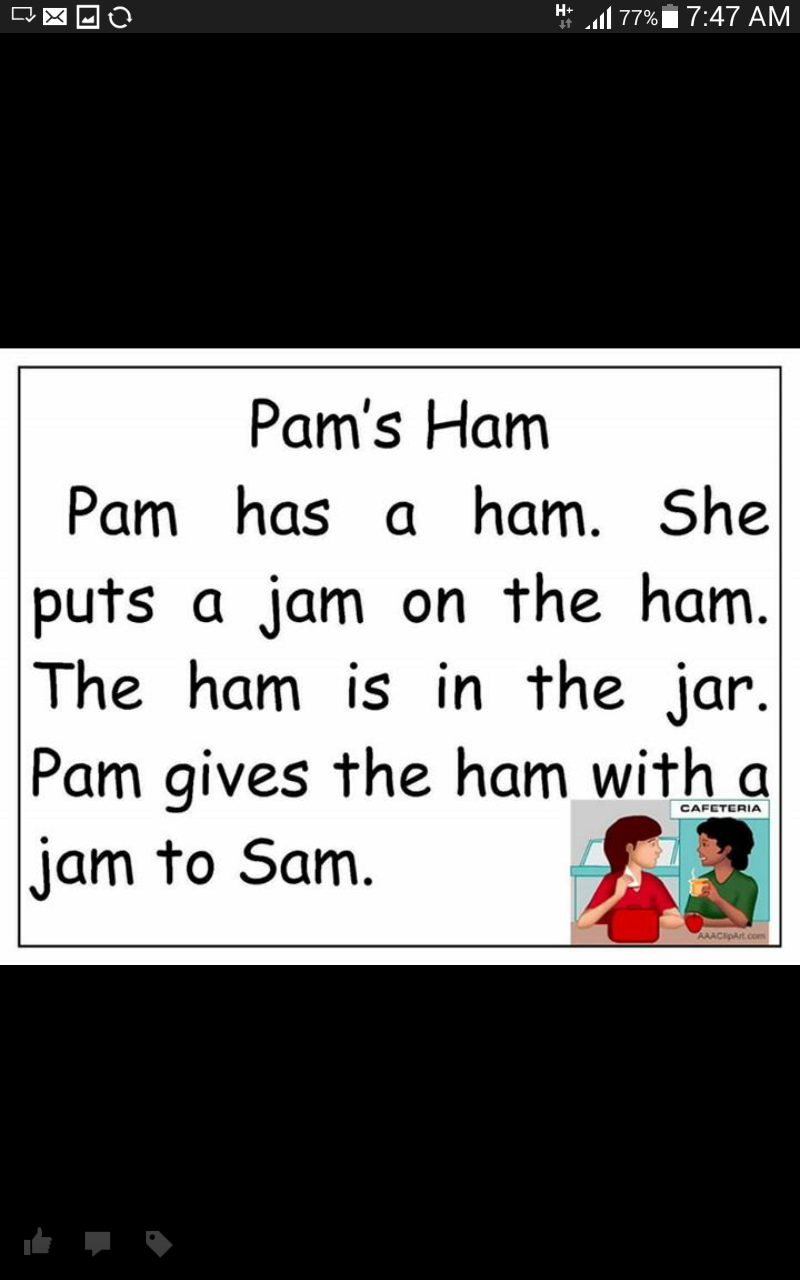 H+ 77% 7:47 AM
Pam's Ham
Pam has a ham. She
puts a jam on the ham.
The ham is in the jar.
Pam gives the ham with a
jam to Sam.
CAFETERIA
AAAClipArt.com